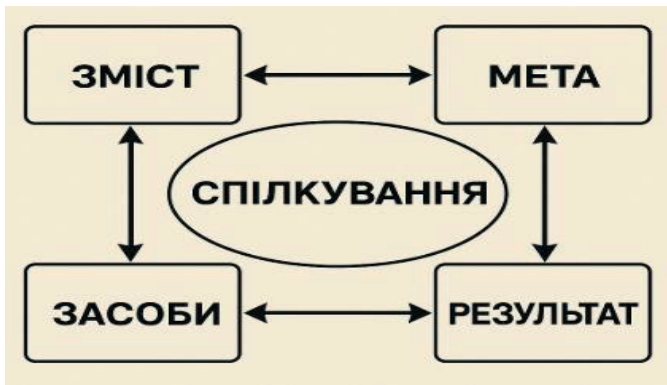 ЗМІСТ
МЕТА
СПІЛКУВАННЯ
ЗАСОБИ
РЕЗУЛЬТАТ